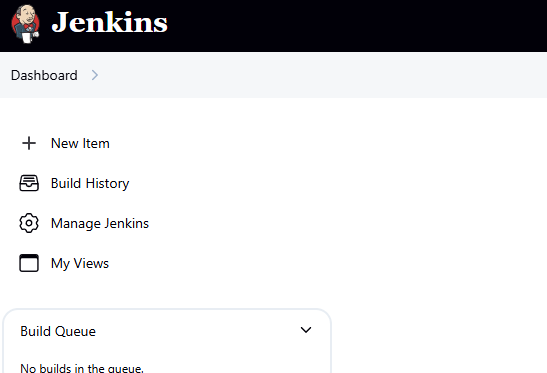 Jenkins
Dashboard
New Item
Build History
Manage Jenkins
My Views
Build Queue
No builds in the queue.